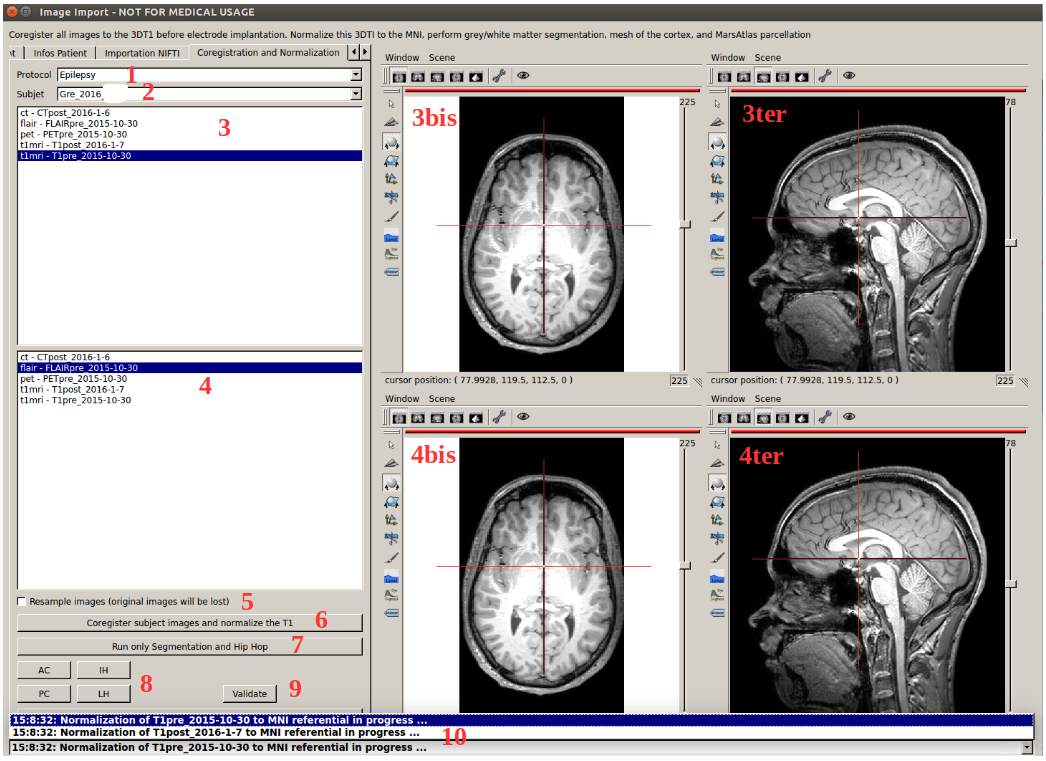 Image Import - NOT FOR MEDICAL USAGE
Coregister all images to the 3DT1 before electrode implantation. Normalize this 3DTI to the MNI, perform grey/white matter segmentation, mesh of the cortex, and MarsAtlas parcellation
Infos Patient Importation NIFTI Coregistration and Normalization
Protocol Epilepsy 1
Subjet Gre_2016_ 2
ct - CTpost_2016-1-6
flair - FLAIRpre_2015-10-30
pet - PETpre_2015-10-30
t1mri - T1post_2016-1-7
t1mri - T1pre_2015-10-30
3
ct - CTpost_2016-1-6
flair - FLAIRpre_2015-10-30
pet - PETpre_2015-10-30
t1mri - T1post_2016-1-7
t1mri - T1pre_2015-10-30
4
Resample images (original images will be lost) 5
Coregister subject images and normalize the T1 6
Run only Segmentation and Hip Hop 7
AC IH
PC LH
8
Validate 9
Window Scene
3bis
225
cursor position: ( 77.9928, 119.5, 112.5, 0 ) 225
Window Scene
3ter
78
cursor position: ( 77.9928, 119.5, 112.5, 0 ) 225
Window Scene
4bis
225
Window Scene
4ter
78
15:8:32: Normalization of T1pre_2015-10-30 to MNI referential in progress ...
15:8:32: Normalization of T1post_2016-1-7 to MNI referential in progress ...
10
15:8:32: Normalization of T1pre_2015-10-30 to MNI referential in progress ...